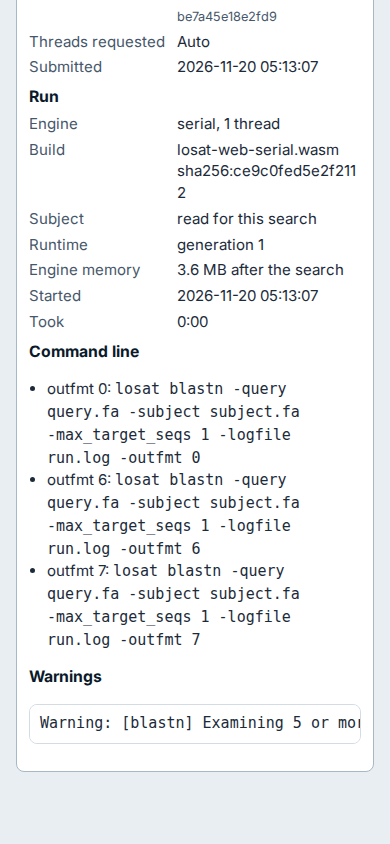 be7a45e18e2fd9
Threads requested Auto
Submitted 2026-11-20 05:13:07
Run
Engine serial, 1 thread
Build losat-web-serial.wasm
sha256:ce9c0fed5e2f211
2
Subject read for this search
Runtime generation 1
Engine memory 3.6 MB after the search
Started 2026-11-20 05:13:07
Took 0:00
Command line
• outfmt 0: losat blastn -query
query.fa -subject subject.fa
-max_target_seqs 1 -logfile
run.log -outfmt 0
• outfmt 6: losat blastn -query
query.fa -subject subject.fa
-max_target_seqs 1 -logfile
run.log -outfmt 6
• outfmt 7: losat blastn -query
query.fa -subject subject.fa
-max_target_seqs 1 -logfile
run.log -outfmt 7
Warnings
Warning: [blastn] Examining 5 or